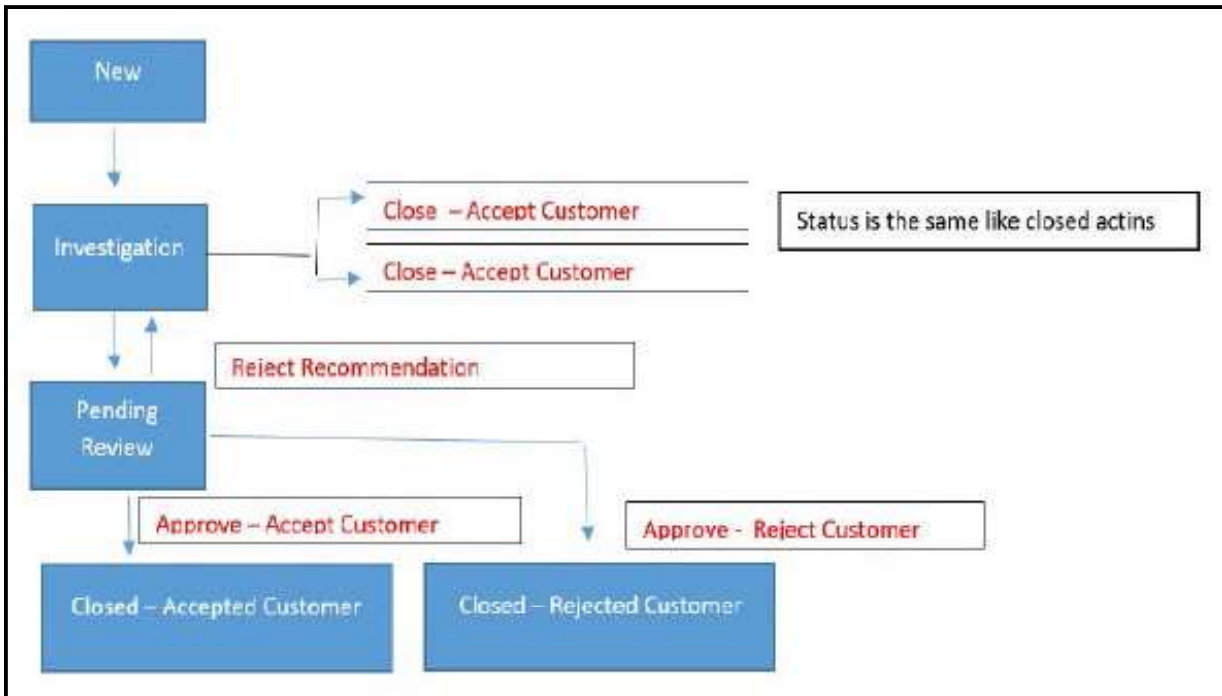 New
Close – Accept Customer
Status is the same like closed actins
Investigation
Close – Accept Customer
Reject Recommendation
Pending
Review
Approve – Accept Customer
Approve - Reject Customer
Closed – Accepted Customer
Closed – Rejected Customer